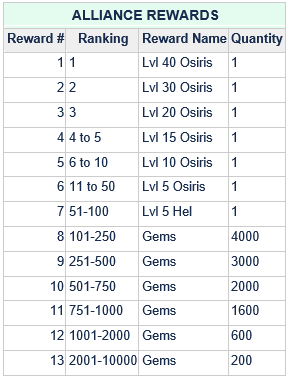 ALLIANCE REWARDS
Reward # Ranking Reward Name Quantity
1 1 Lvl 40 Osiris 1
2 2 Lvl 30 Osiris 1
3 3 Lvl 20 Osiris 1
4 4 to 5 Lvl 15 Osiris 1
5 6 to 10 Lvl 10 Osiris 1
6 11 to 50 Lvl 5 Osiris 1
7 51-100 Lvl 5 Hel 1
8 101-250 Gems 4000
9 251-500 Gems 3000
10 501-750 Gems 2000
11 751-1000 Gems 1600
12 1001-2000 Gems 600
13 2001-10000 Gems 200